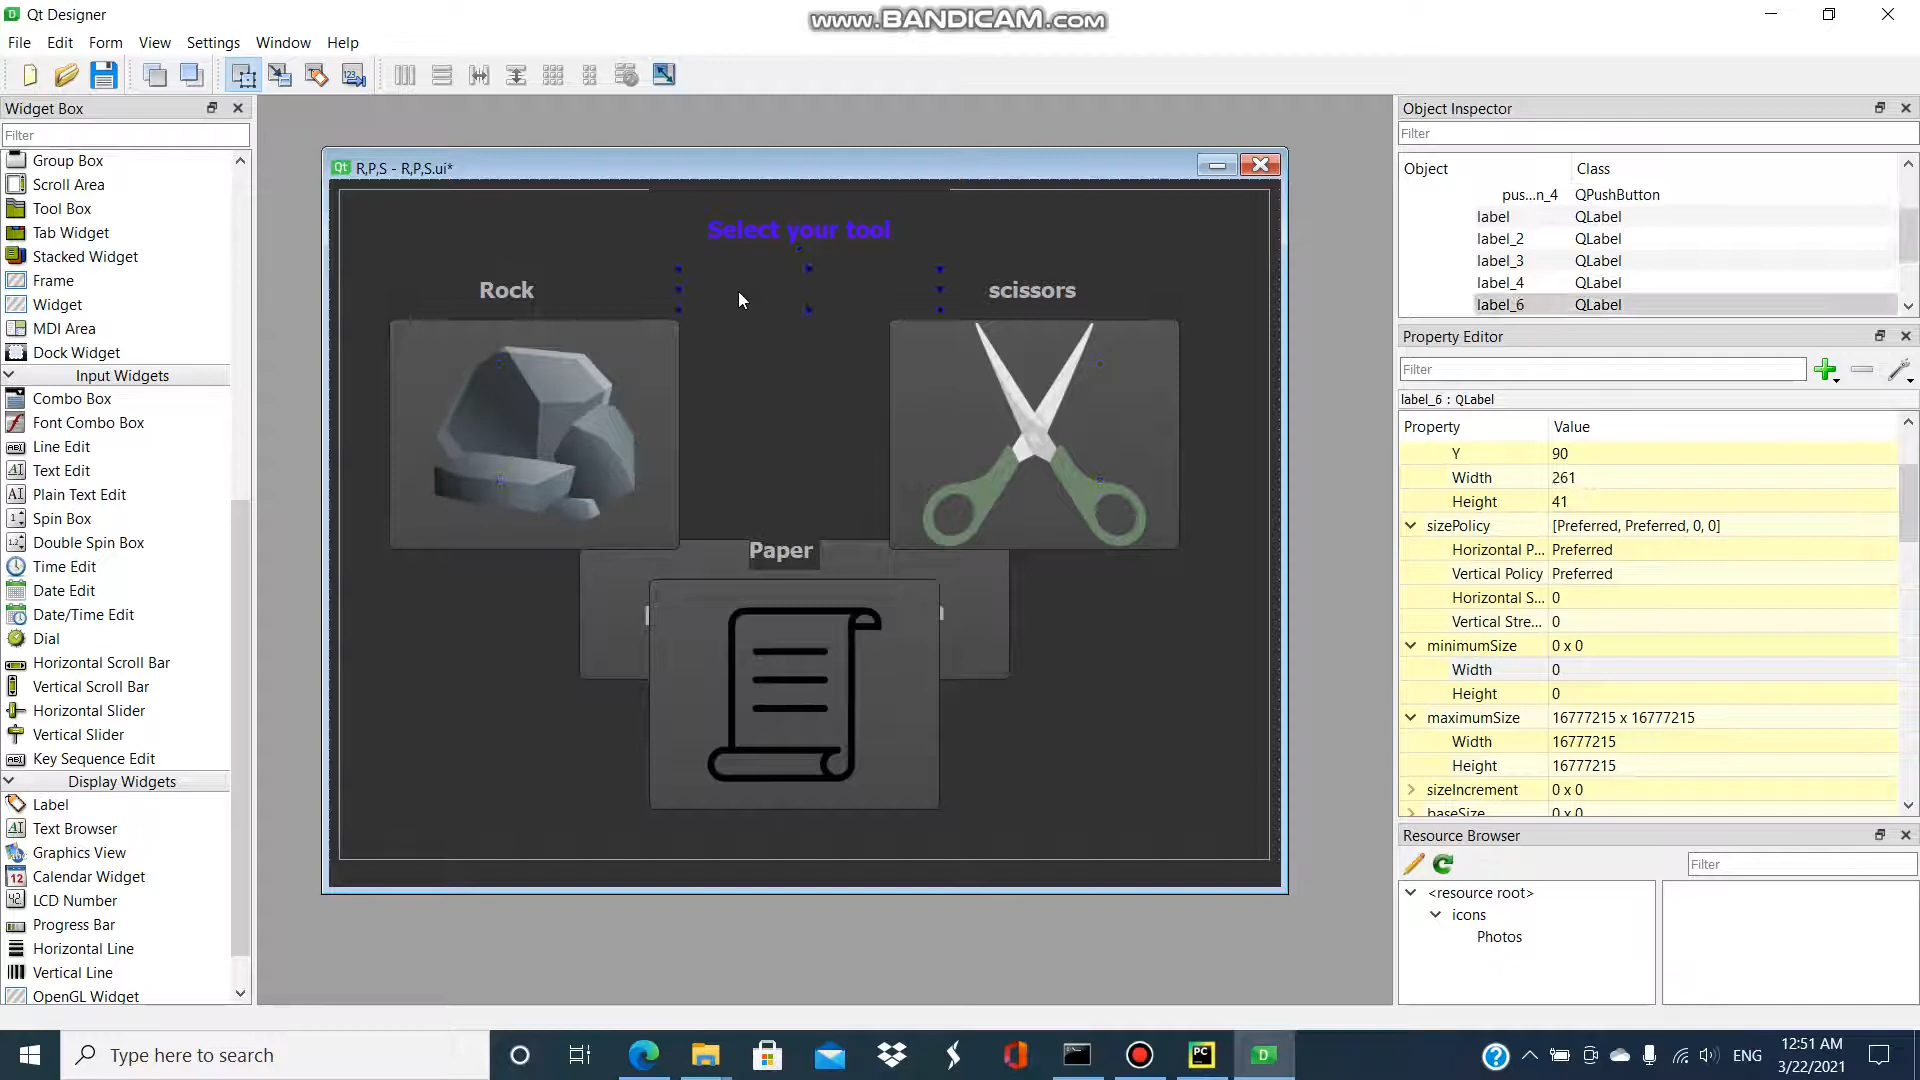 Qt Designer
www.BANDICAM.com
File Edit Form View Settings Window Help
Widget Box
Filter
Group Box
Scroll Area
Tool Box
Tab Widget
Stacked Widget
Frame
Widget
MDI Area
Dock Widget
Input Widgets
Combo Box
Font Combo Box
Line Edit
Text Edit
Plain Text Edit
Spin Box
Double Spin Box
Time Edit
Date Edit
Date/Time Edit
Dial
Horizontal Scroll Bar
Vertical Scroll Bar
Horizontal Slider
Vertical Slider
Key Sequence Edit
Display Widgets
Label
Text Browser
Graphics View
Calendar Widget
LCD Number
Progress Bar
Horizontal Line
Vertical Line
OpenGL Widget
R,P,S - R,P,S.ui*
Select your tool
Rock
scissors
Paper
Object Inspector
Filter
Object Class
pus...n_4 QPushButton
label QLabel
label_2 QLabel
label_3 QLabel
label_4 QLabel
label_6 QLabel
Property Editor
Filter
label_6 : QLabel
Property Value
Y 90
Width 261
Height 41
sizePolicy [Preferred, Preferred, 0, 0]
Horizontal P... Preferred
Vertical Policy Preferred
Horizontal S... 0
Vertical Stre... 0
minimumSize 0 x 0
Width 0
Height 0
maximumSize 16777215 x 16777215
Width 16777215
Height 16777215
sizeIncrement 0 x 0
baseSize 0 x 0
Resource Browser
Filter
<resource root>
icons
Photos
Type here to search
ENG
12:51 AM
3/22/2021